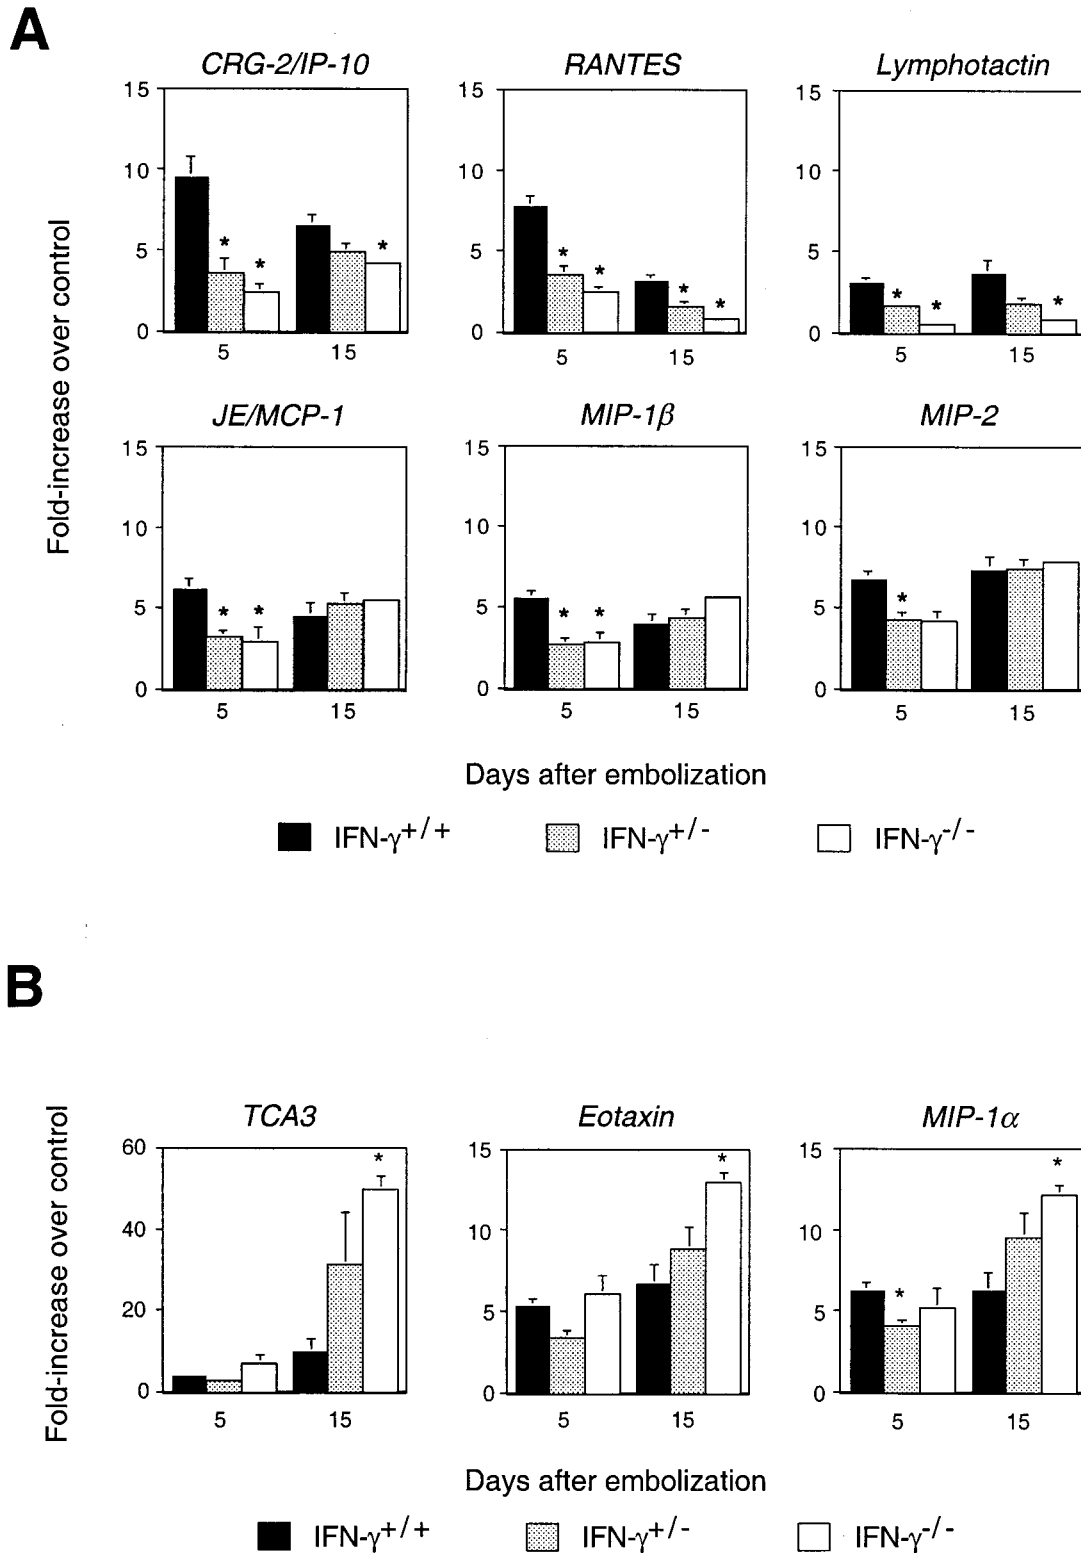 A
CRG-2/IP-10 RANTES Lymphotactin
15 15 15
10 10 10
5 * * * 5 * * * * 5 * * *
0 0 0
5 15 5 15 5 15
Fold-increase over control
JE/MCP-1 MIP-1β MIP-2
15 15 15
10 10 10
5 * * 5 * * 5 *
0 0 0
5 15 5 15 5 15
Days after embolization
IFN-γ+/+ IFN-γ+/- IFN-γ-/-
B
TCA3 Eotaxin MIP-1α
60 * 15 * 15 *
40 10 10
20 5 5 *
0 0 0
5 15 5 15 5 15
Fold-increase over control
Days after embolization
IFN-γ+/+ IFN-γ+/- IFN-γ-/-